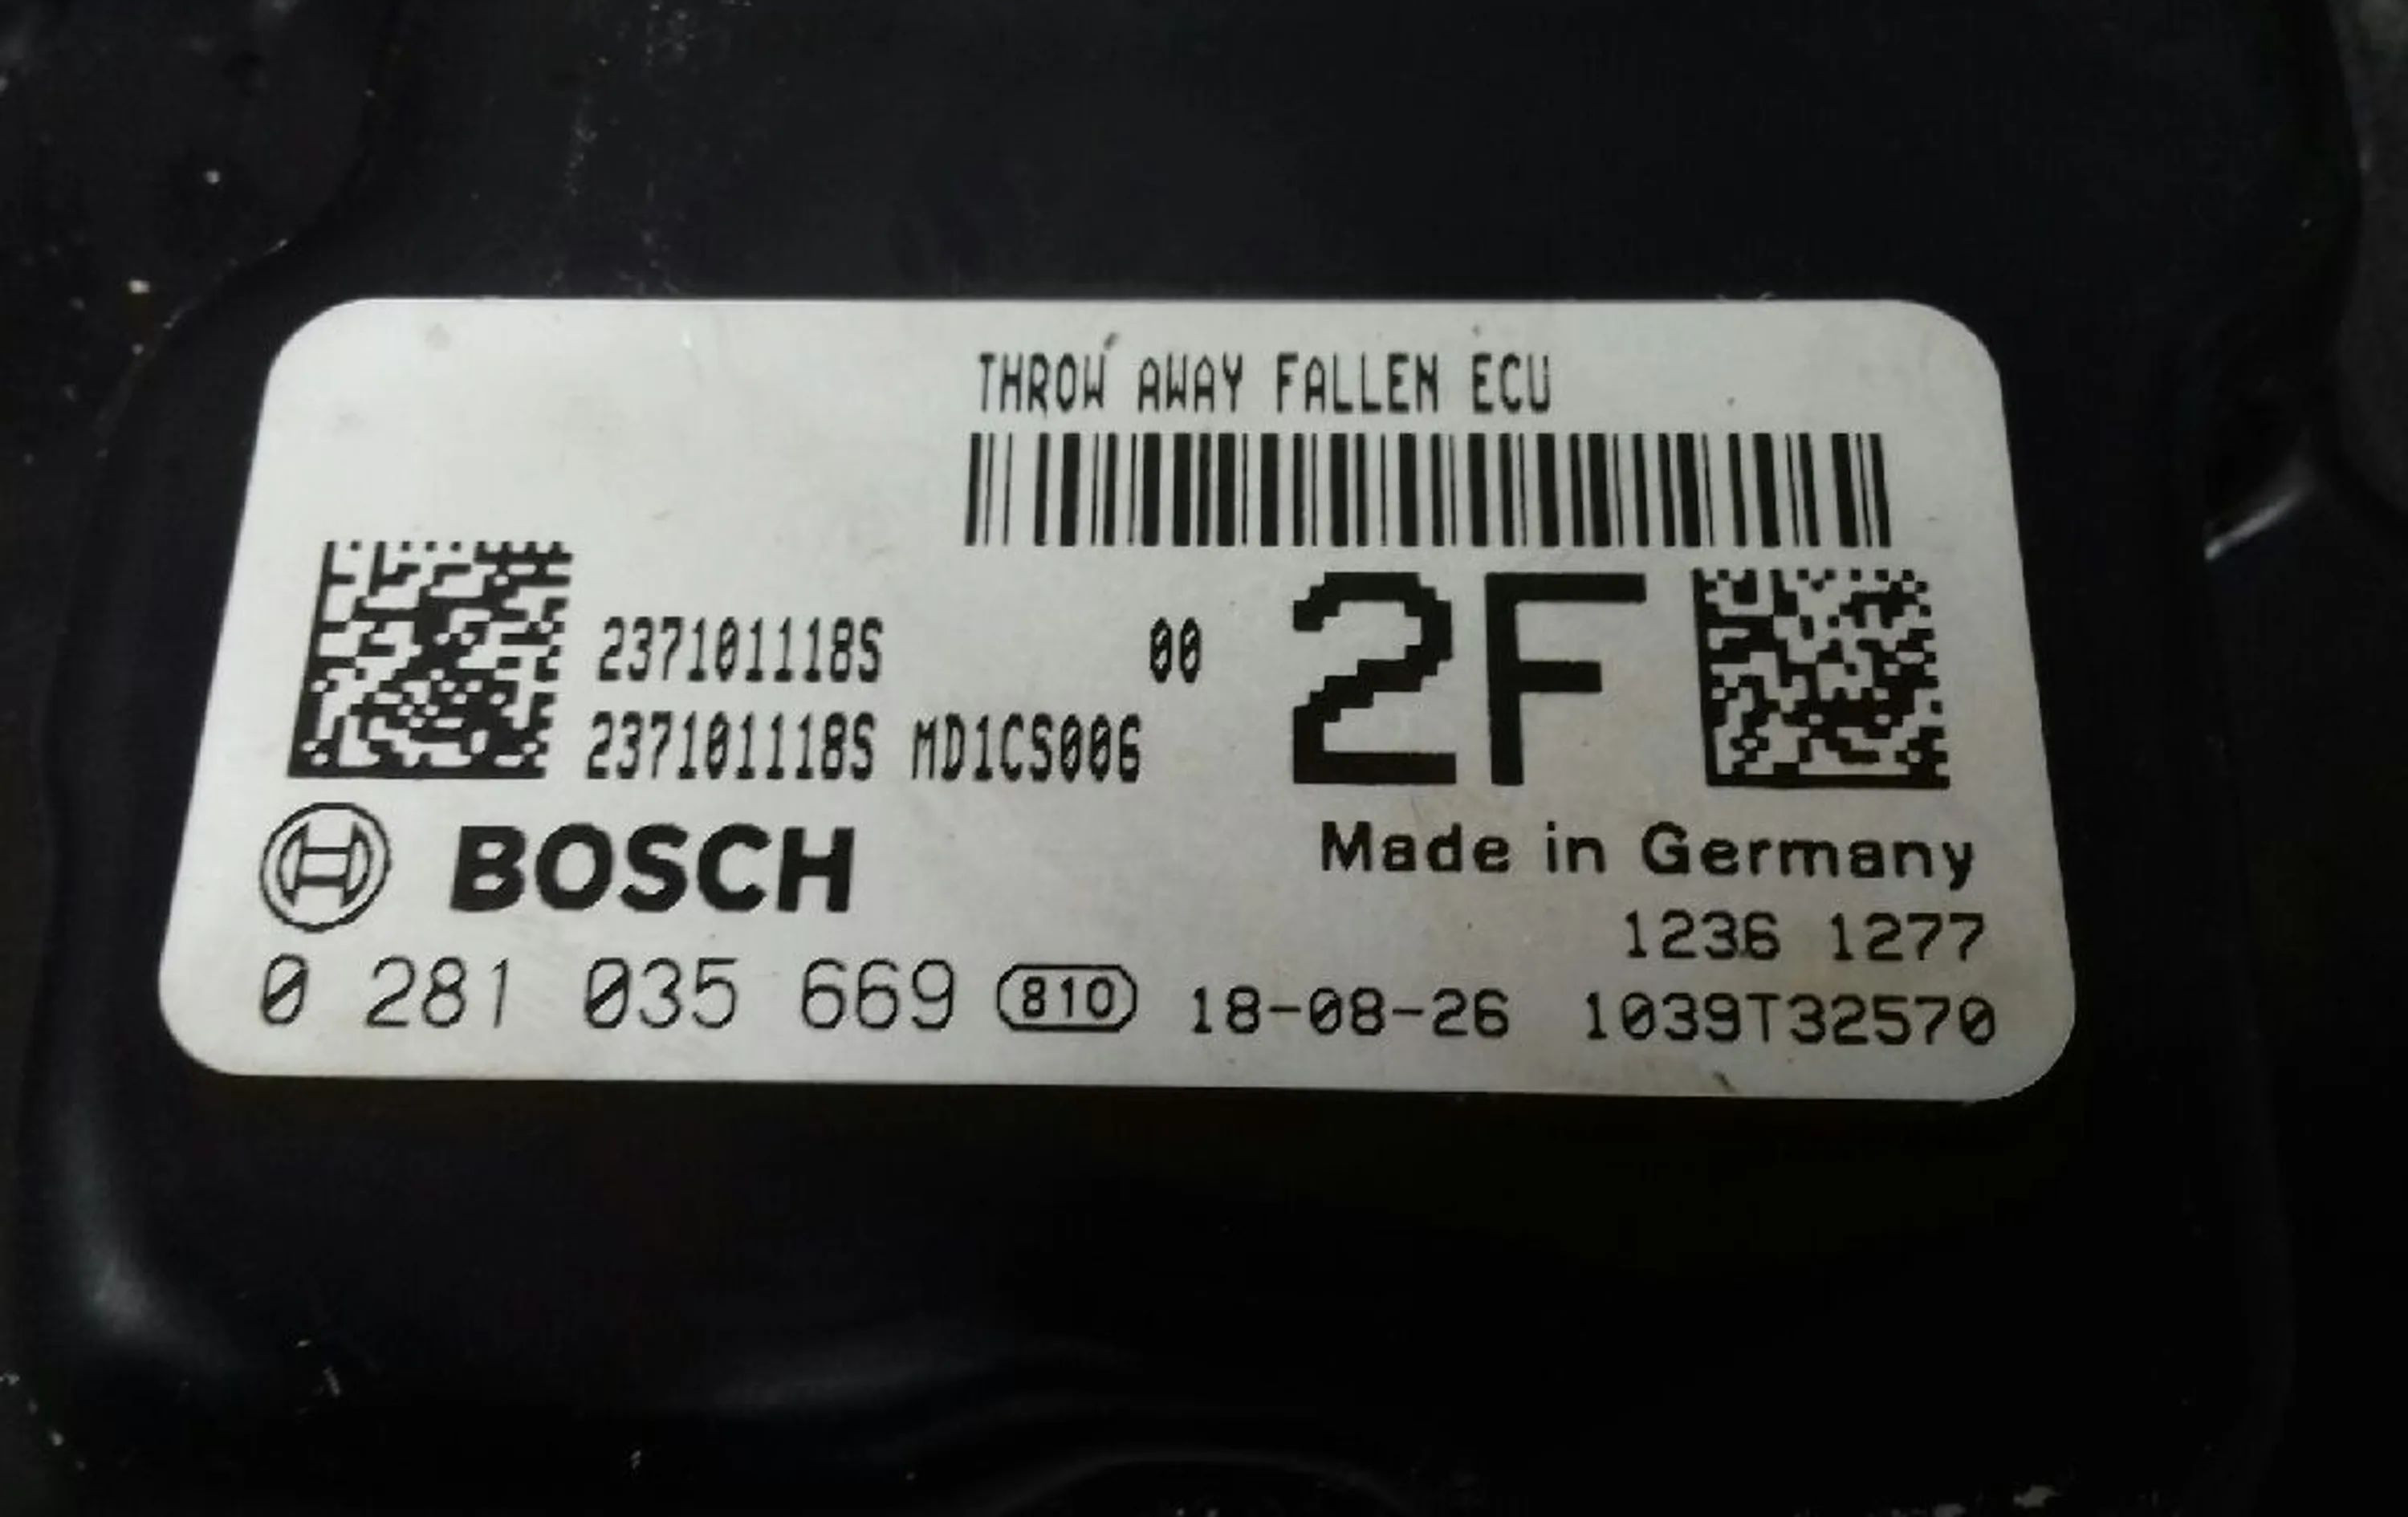 THROW AWAY FALLEN ECU
237101118S 00
2F
237101118S MD1CS006
BOSCH
Made in Germany
1236 1277
0 281 035 669 810 18-08-26 1039T32570